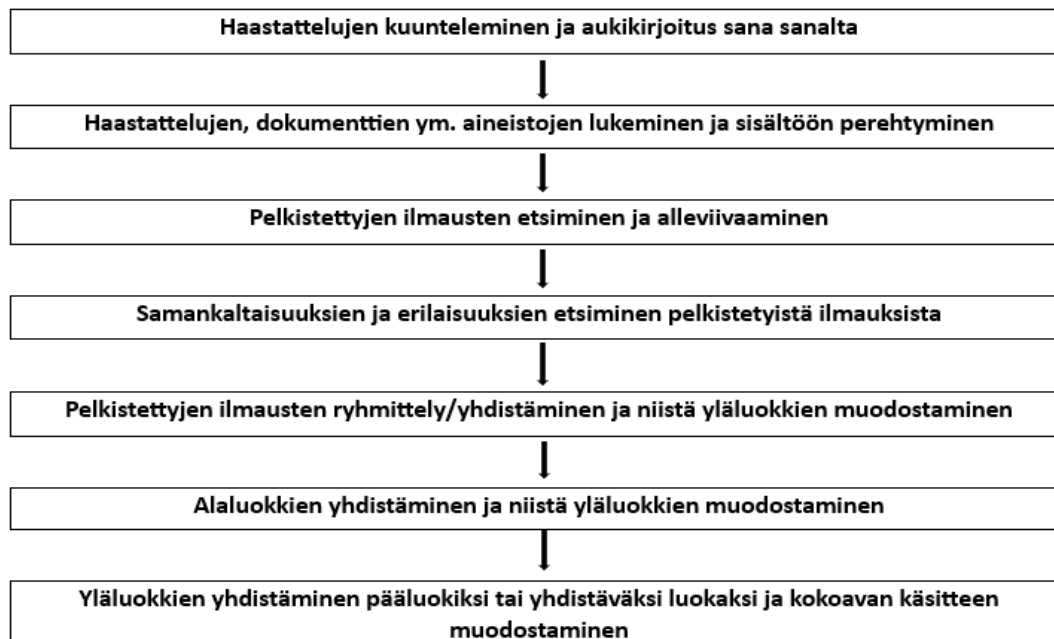 Haastattelujen kuunteleminen ja aukikirjoitus sana sanalta
Haastattelujen, dokumenttien ym. aineistojen lukeminen ja sisältöön perehtyminen
Pelkistettyjen ilmausten etsiminen ja alleviivaaminen
Samankaltaisuuksien ja erilaisuuksien etsiminen pelkistetyistä ilmauksista
Pelkistettyjen ilmausten ryhmittely/yhdistäminen ja niistä yläluokkien muodostaminen
Alaluokkien yhdistäminen ja niistä yläluokkien muodostaminen
Yläluokkien yhdistäminen pääluokiksi tai yhdistäväksi luokaksi ja kokoavan käsitteen
muodostaminen